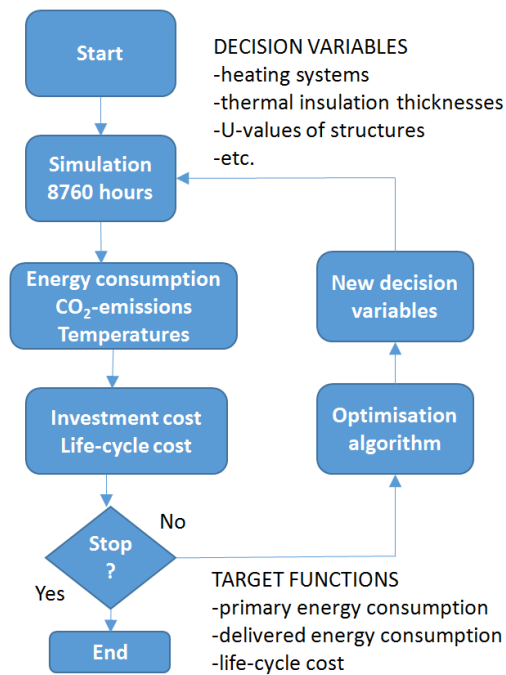 Start
DECISION VARIABLES
-heating systems
-thermal insulation thicknesses
-U-values of structures
-etc.
Simulation
8760 hours
Energy consumption
CO₂-emissions
Temperatures
New decision
variables
Investment cost
Life-cycle cost
Optimisation
algorithm
Stop
?
No
Yes
End
TARGET FUNCTIONS
-primary energy consumption
-delivered energy consumption
-life-cycle cost